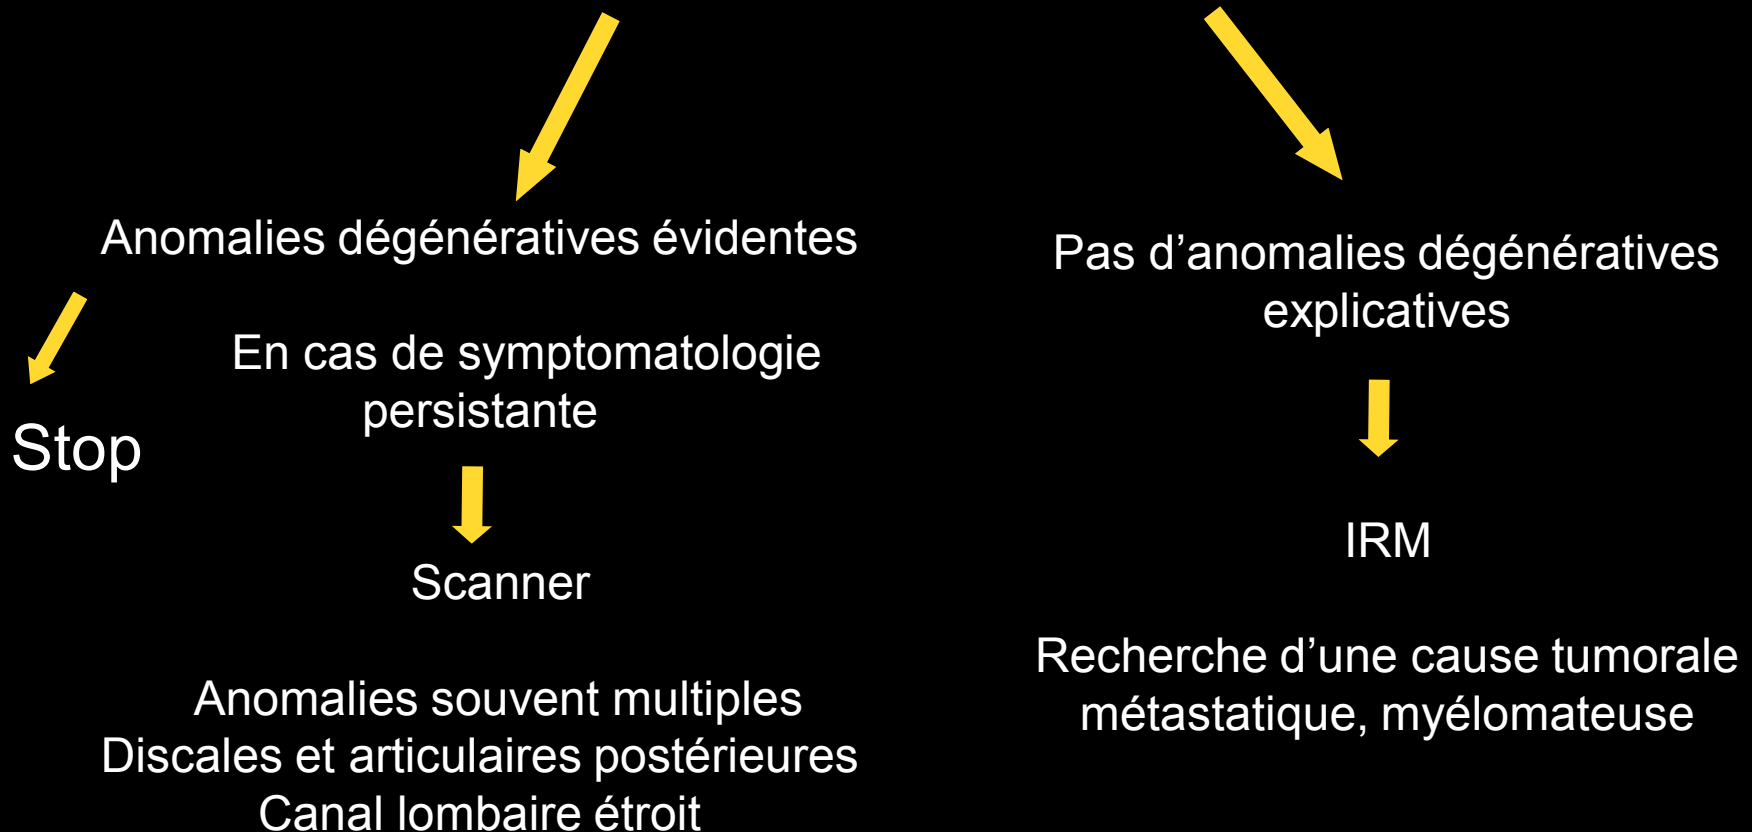 Anomalies dégénératives évidentes
En cas de symptomatologie
persistante
Stop
Scanner
Anomalies souvent multiples
Discales et articulaires postérieures
Canal lombaire étroit
Pas d’anomalies dégénératives
explicatives
IRM
Recherche d’une cause tumorale
métastatique, myélomateuse